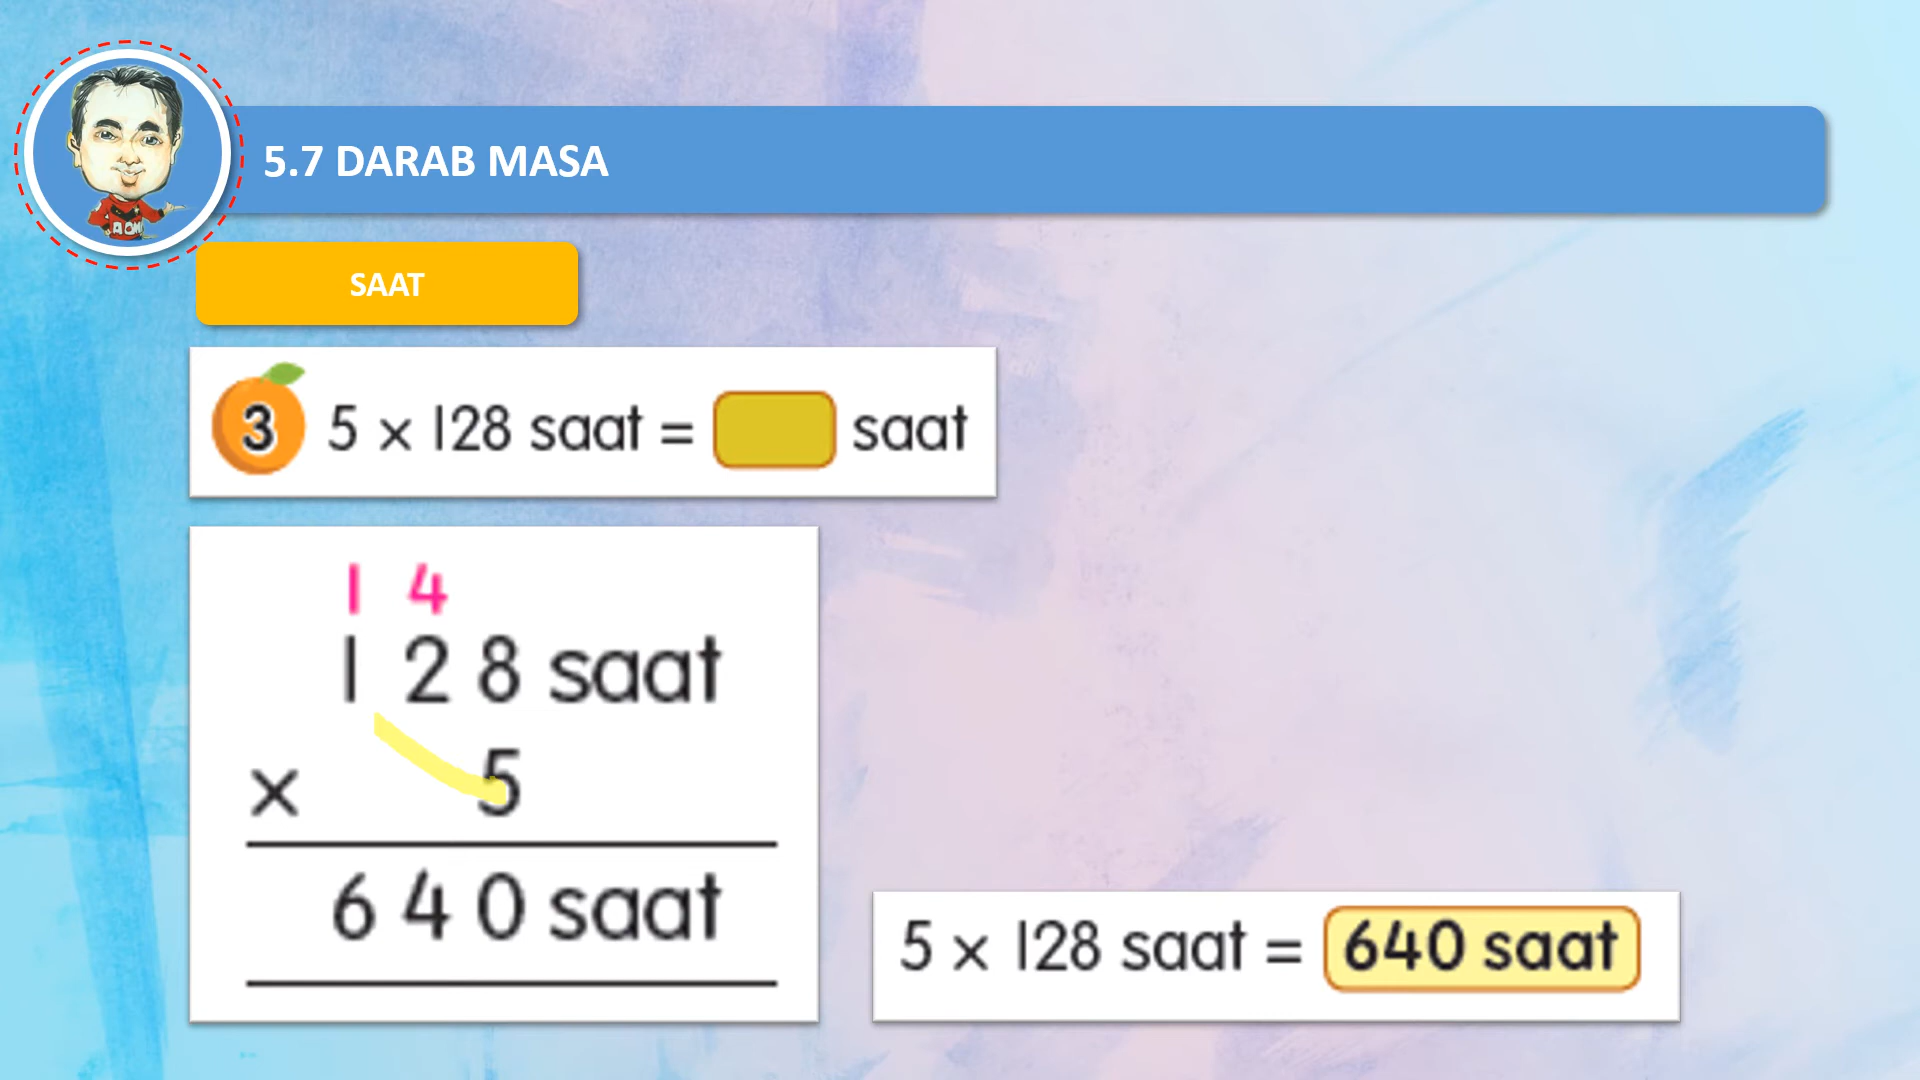 5.7 DARAB MASA
SAAT
3 5 × 128 saat = saat
1 4
1 2 8 saat
× 5
6 4 0 saat
5 × 128 saat = 640 saat